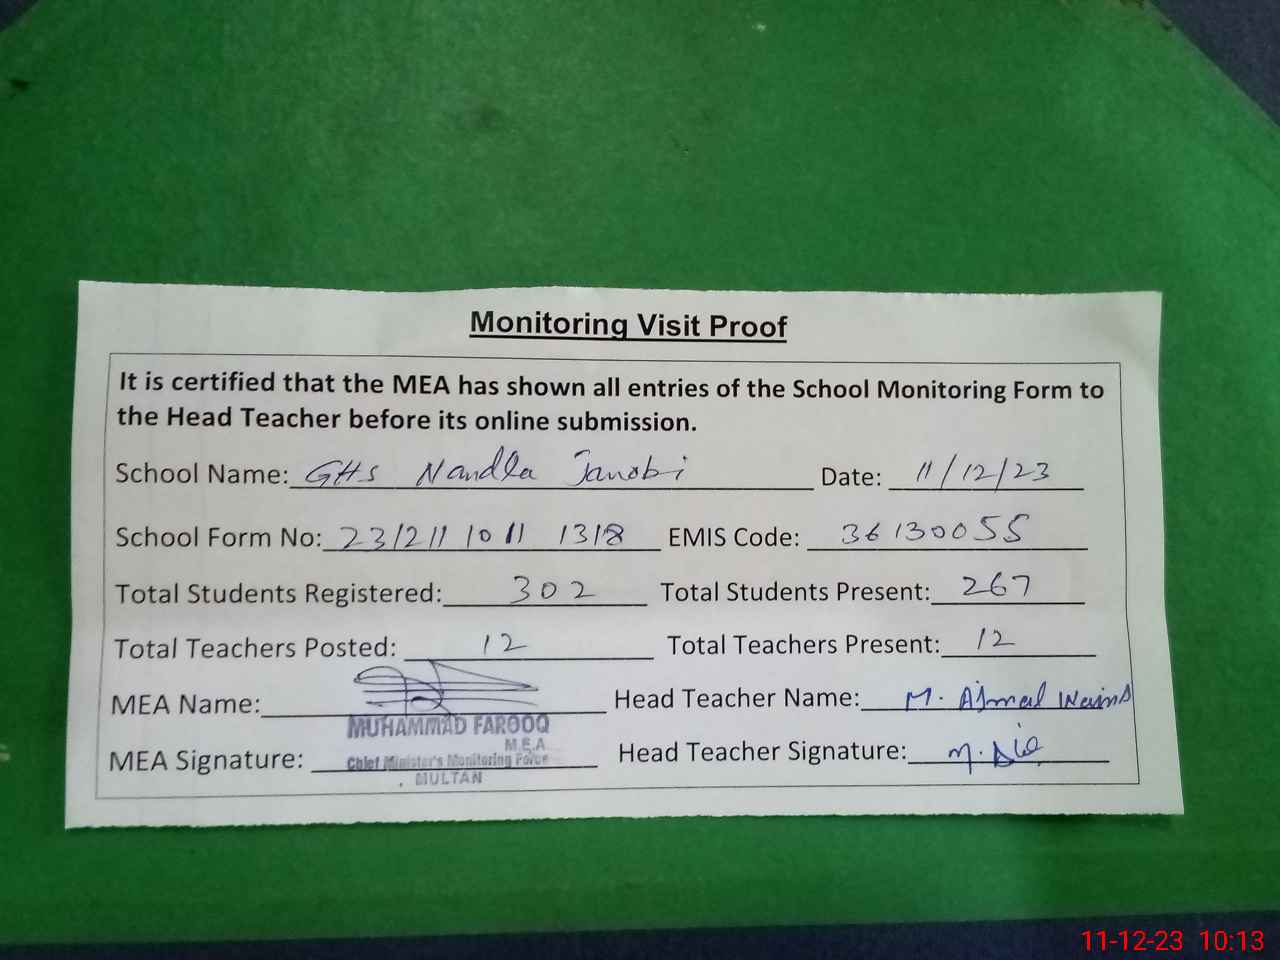 Monitoring Visit Proof
It is certified that the MEA has shown all entries of the School Monitoring Form to
the Head Teacher before its online submission.
School Name: GHS Nandla Janobi Date: 11/12/23
School Form No: 23/211 1011 1318 EMIS Code: 36130055
Total Students Registered: 302 Total Students Present: 267
Total Teachers Posted: 12 Total Teachers Present: 12
MEA Name: Head Teacher Name: M. Ajmal Wains
MUHAMMAD FAROOQ
M.E.A
MEA Signature: Chief Minister's Monitoring Force Head Teacher Signature:
MULTAN
11-12-23 10:13